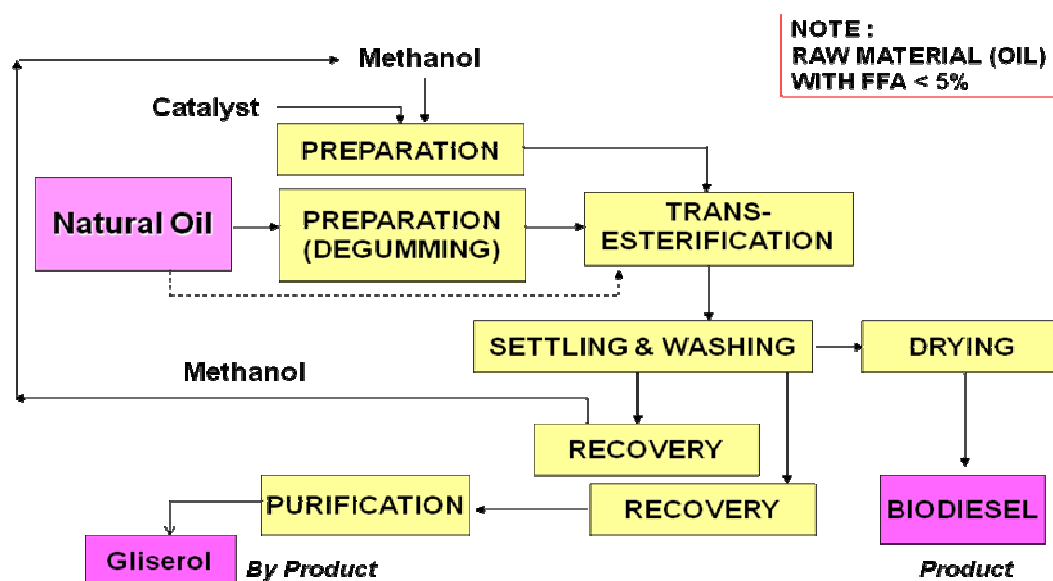 NOTE :
RAW MATERIAL (OIL)
WITH FFA < 5%
Methanol
Catalyst
PREPARATION
Natural Oil
PREPARATION
(DEGUMMING)
TRANS-
ESTERIFICATION
SETTLING & WASHING
DRYING
Methanol
RECOVERY
PURIFICATION
RECOVERY
BIODIESEL
Gliserol
By Product
Product